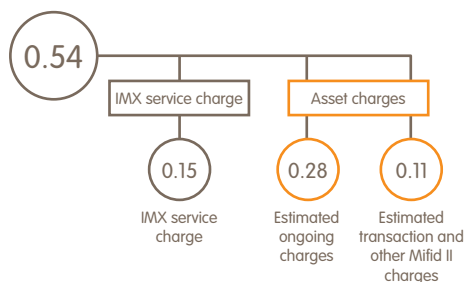 0.54
IMX service charge
Asset charges
0.15
0.28
0.11
IMX service
charge
Estimated
ongoing
charges
Estimated
transaction and
other Mifid II
charges